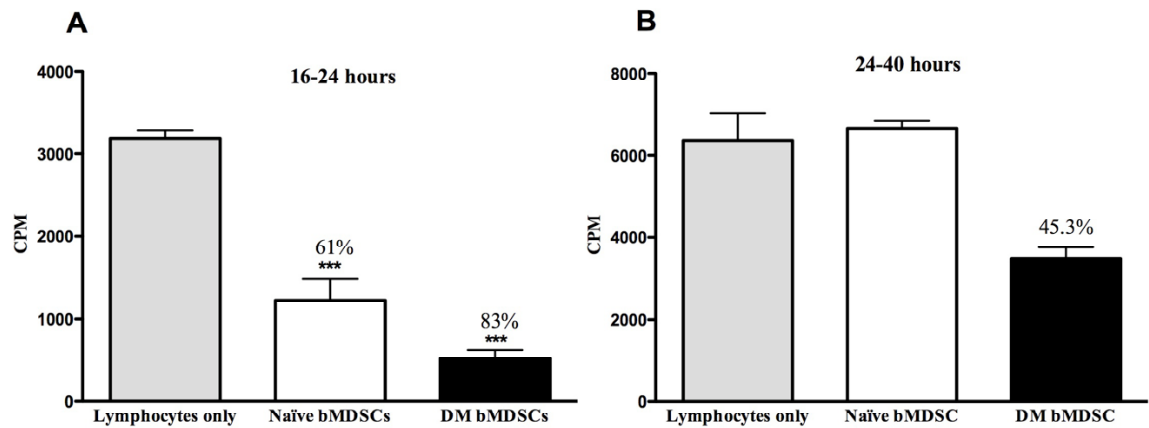 A
16-24 hours
4000
3000
2000
1000
0
CPM
61%
***
83%
***
Lymphocytes only
Naïve bMDSCs
DM bMDSCs
B
24-40 hours
8000
6000
4000
2000
0
CPM
45.3%
Lymphocytes only
Naïve bMDSC
DM bMDSC